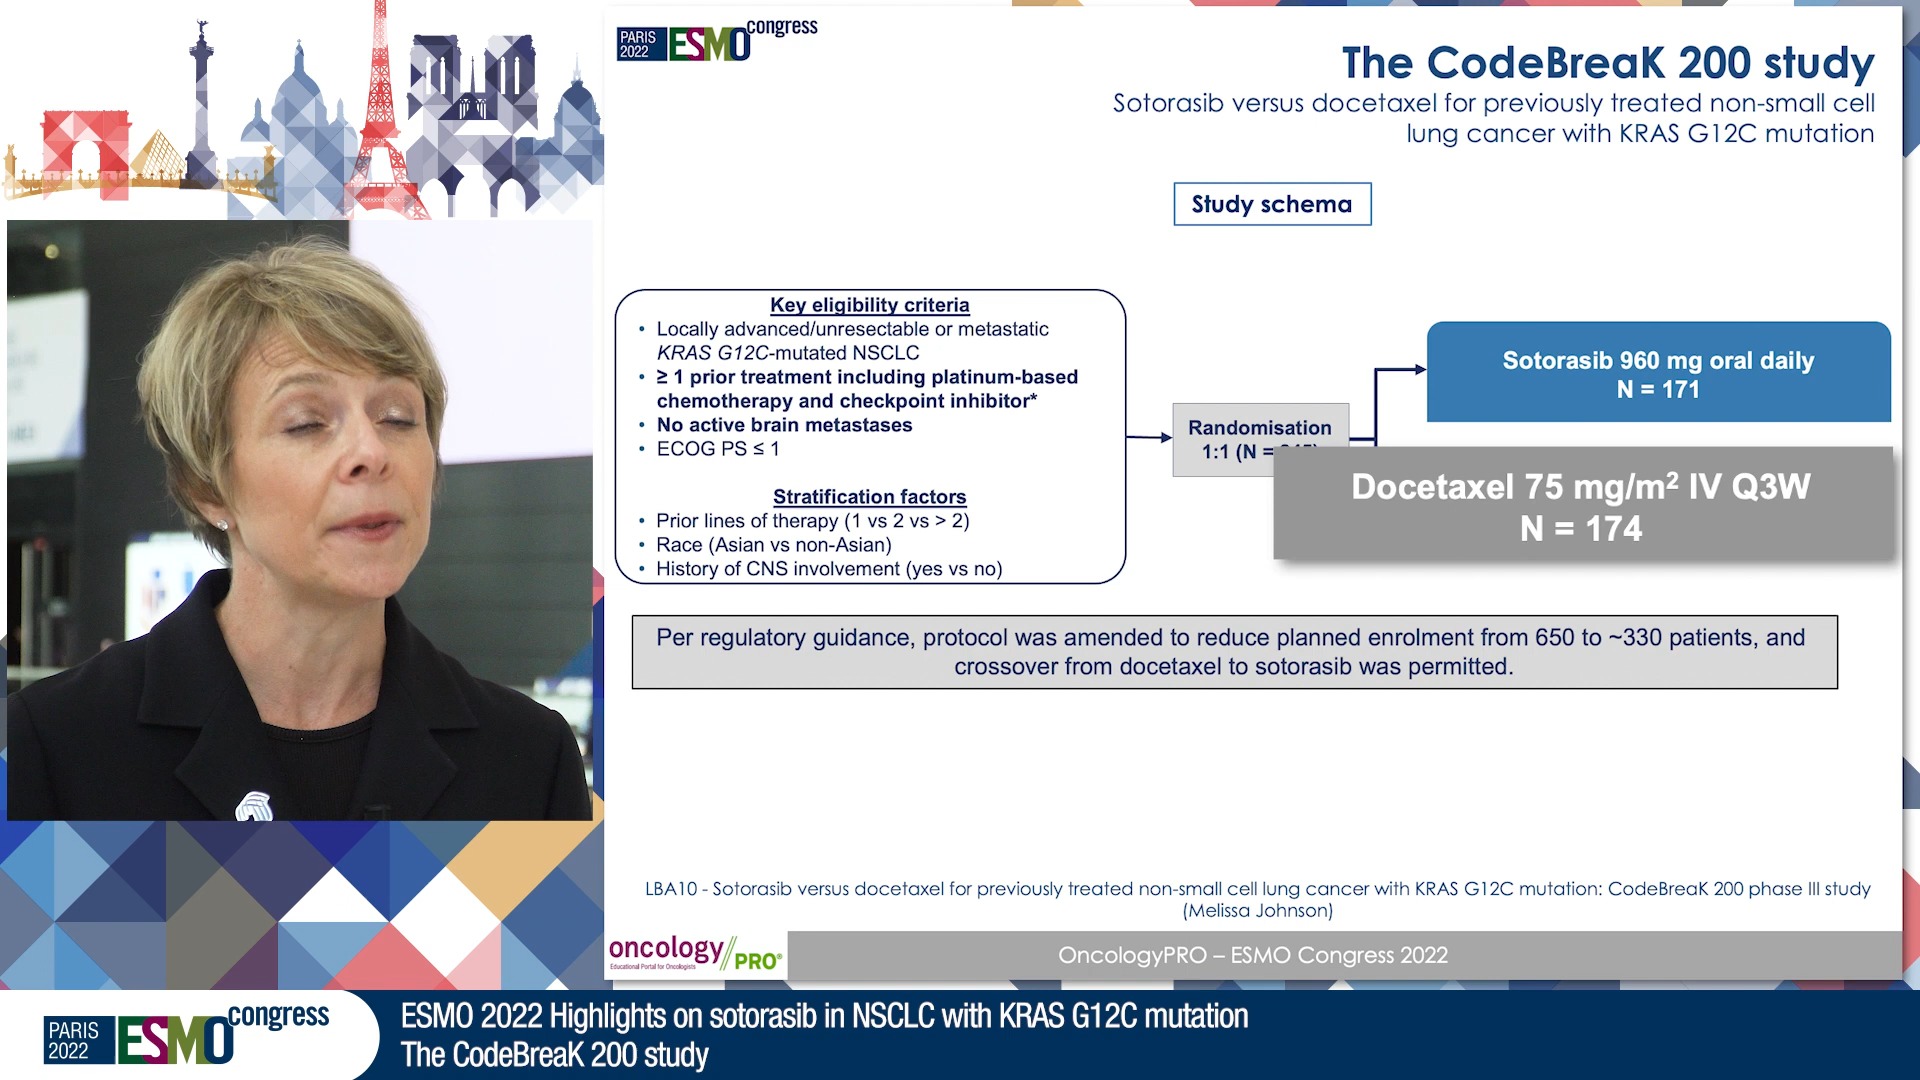 PARIS
2022
ESMO
congress
The CodeBreaK 200 study
Sotorasib versus docetaxel for previously treated non-small cell
lung cancer with KRAS G12C mutation
Study schema
Key eligibility criteria
• Locally advanced/unresectable or metastatic
KRAS G12C-mutated NSCLC
• ≥ 1 prior treatment including platinum-based
chemotherapy and checkpoint inhibitor*
• No active brain metastases
• ECOG PS ≤ 1
Stratification factors
• Prior lines of therapy (1 vs 2 vs > 2)
• Race (Asian vs non-Asian)
• History of CNS involvement (yes vs no)
Randomisation
1:1 (N =
Sotorasib 960 mg oral daily
N = 171
Docetaxel 75 mg/m² IV Q3W
N = 174
Per regulatory guidance, protocol was amended to reduce planned enrolment from 650 to ~330 patients, and
crossover from docetaxel to sotorasib was permitted.
LBA10 - Sotorasib versus docetaxel for previously treated non-small cell lung cancer with KRAS G12C mutation: CodeBreaK 200 phase III study
(Melissa Johnson)
oncology//PRO®
Educational Portal for Oncologists
OncologyPRO – ESMO Congress 2022
PARIS
2022
ESMO
congress
ESMO 2022 Highlights on sotorasib in NSCLC with KRAS G12C mutation
The CodeBreaK 200 study